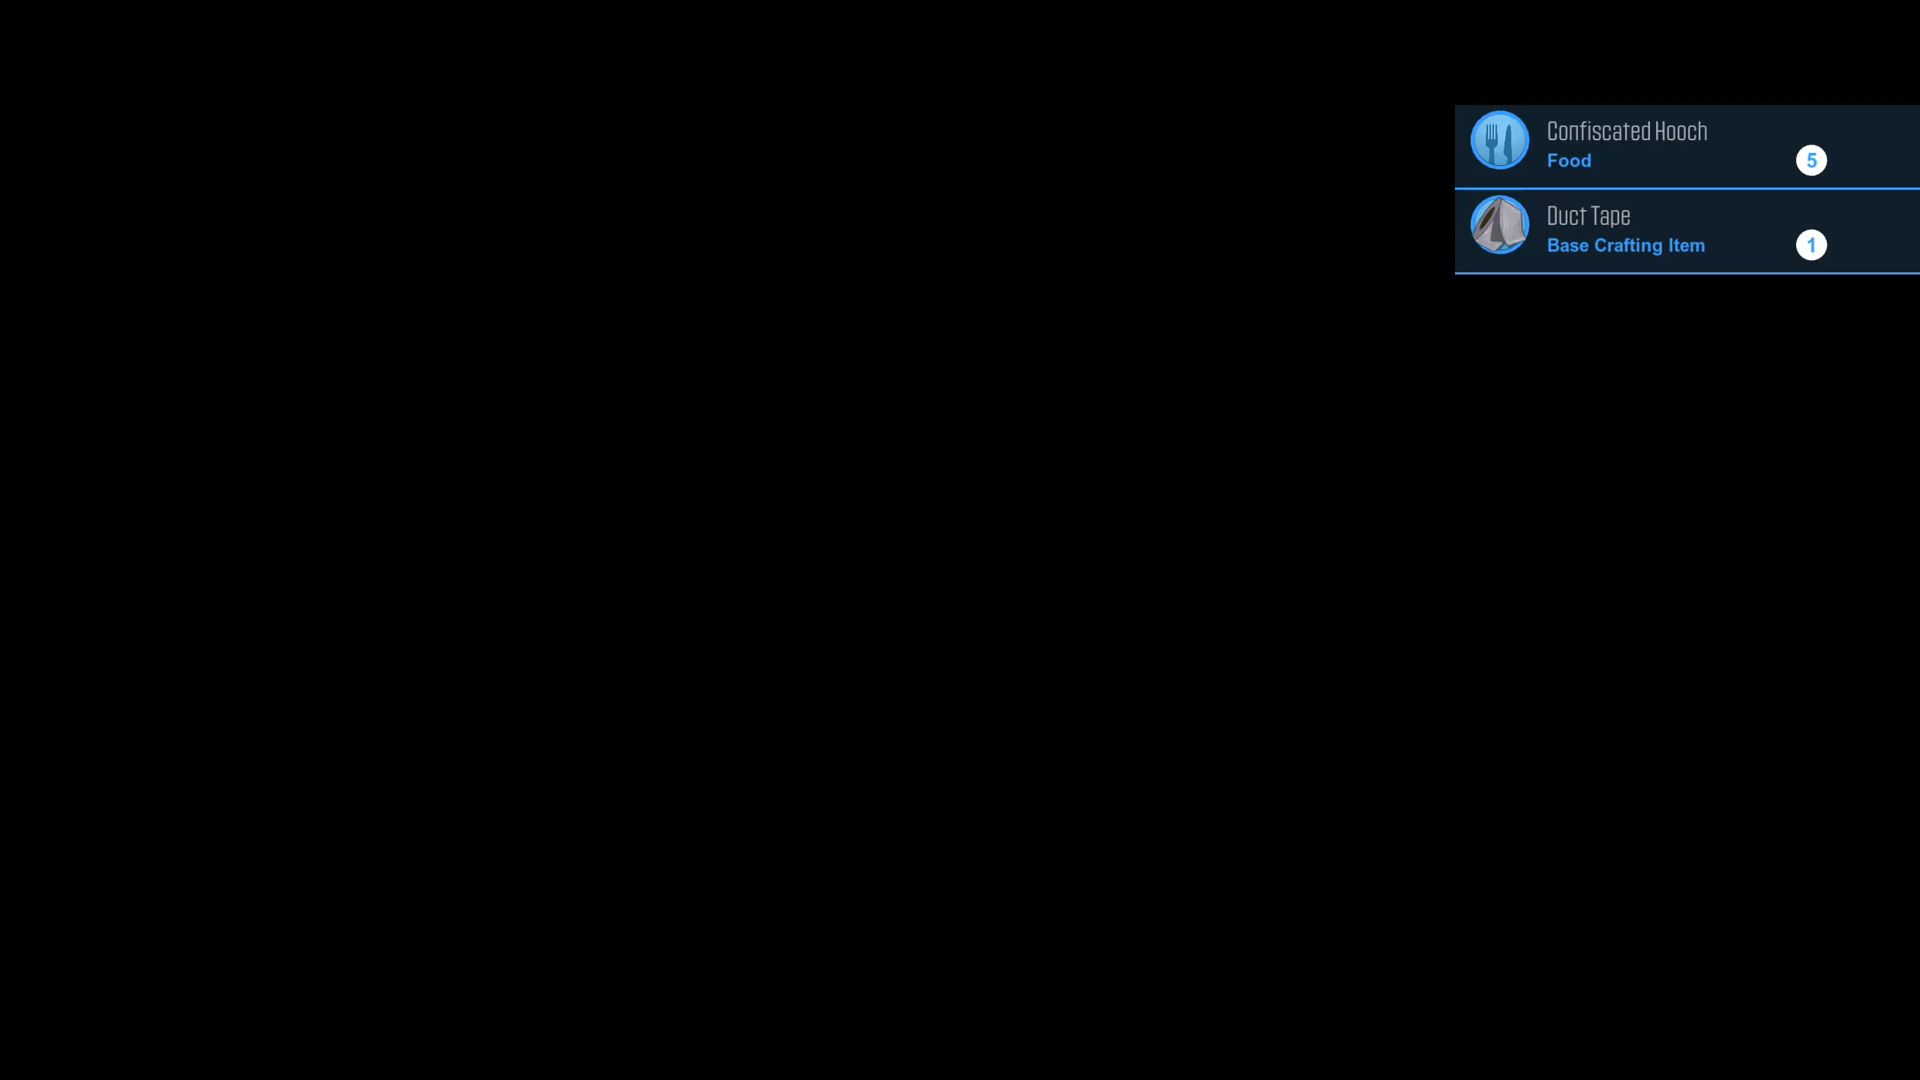 Confiscated Hooch
Food
5
Duct Tape
Base Crafting Item
1